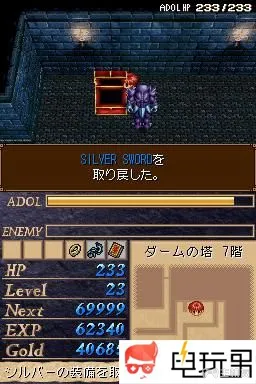 ADOL HP 233/233
SILVER SWORDを
取り戻した。
ADOL
ENEMY
HP 233
Level 23
Next 69999
EXP 62340
Gold 4068
ダームの塔 7階
シルバーの装備を取
电玩男